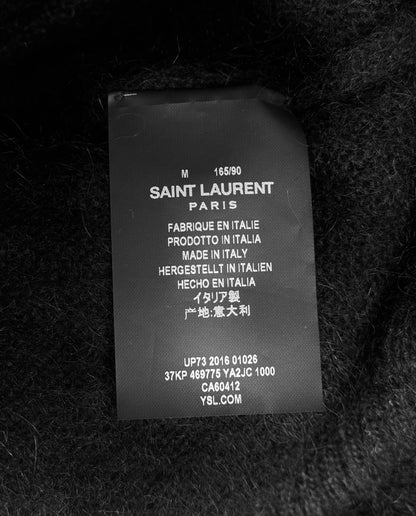 M 165/90
SAINT LAURENT
PARIS
FABRIQUE EN ITALIE
PRODOTTO IN ITALIA
MADE IN ITALY
HERGESTELLT IN ITALIEN
HECHO EN ITALIA
イタリア製
产地:意大利
UP73 2016 01026
37KP 469775 YA2JC 1000
CA60412
YSL.COM